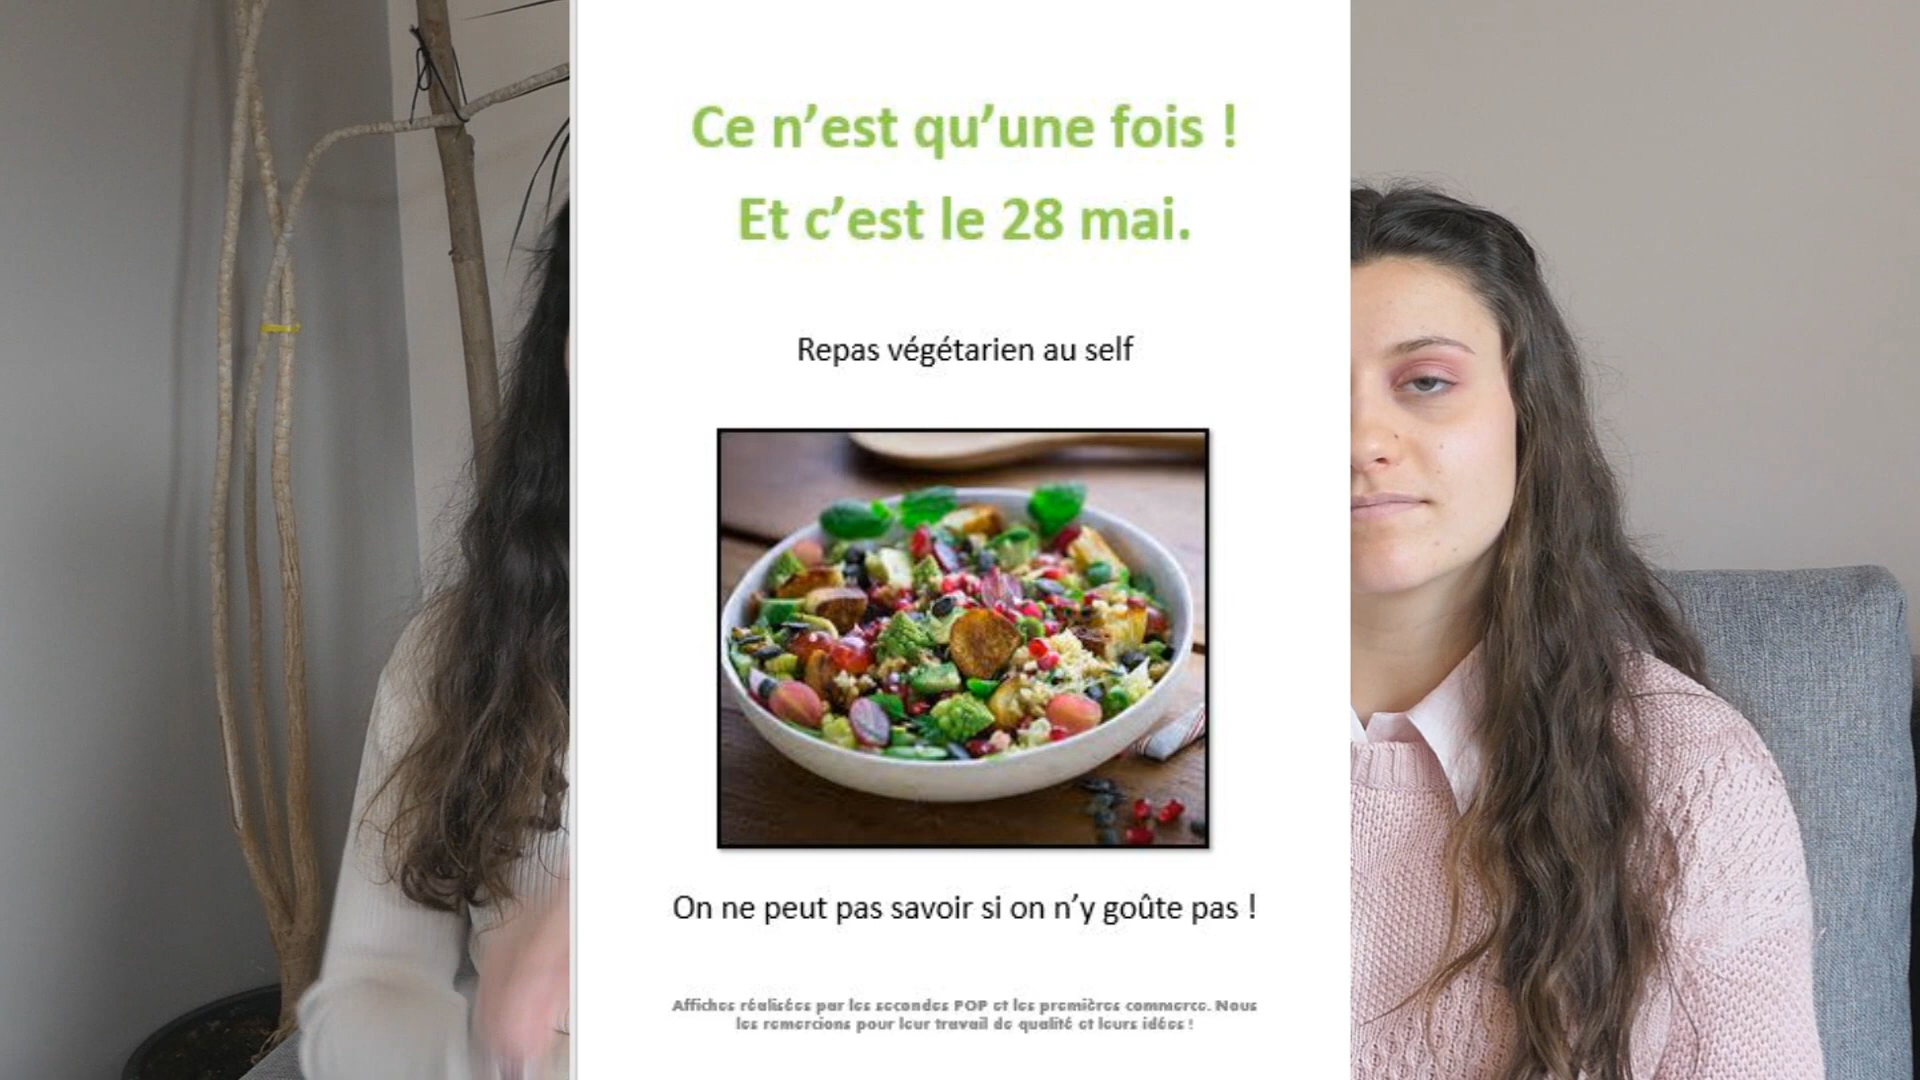 Ce n’est qu’une fois !
Et c’est le 28 mai.
Repas végétarien au self
On ne peut pas savoir si on n’y goûte pas !
Affiches réalisées par les secondes POP et les premières commerce. Nous
les remercions pour leur travail de qualité et leurs idées !